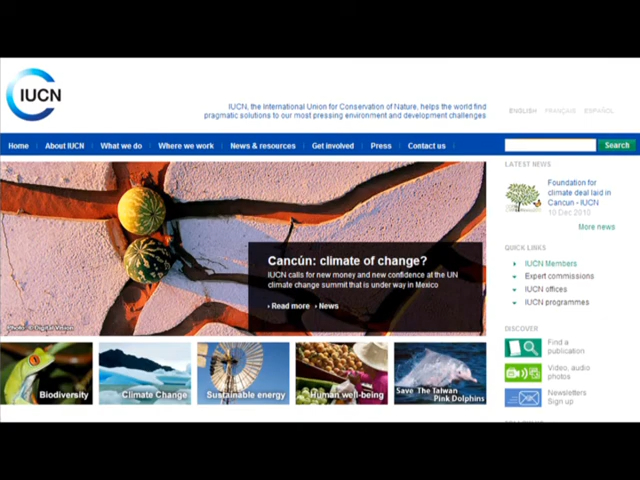 IUCN
IUCN, the International Union for Conservation of Nature, helps the world find
pragmatic solutions to our most pressing environment and development challenges
ENGLISH FRANÇAIS ESPAÑOL
Home About IUCN What we do Where we work News & resources Get involved Press Contact us
Search
LATEST NEWS
Foundation for
climate deal laid in
Cancun - IUCN
10 Dec 2010
More news
Cancún: climate of change?
IUCN calls for new money and new confidence at the UN
climate change summit that is under way in Mexico
Read more News
Photo: © Digital Vision
QUICK LINKS
IUCN Members
Expert commissions
IUCN offices
IUCN programmes
DISCOVER
Find a
publication
Video, audio
photos
Newsletters
Sign up
Biodiversity
Climate Change
Sustainable energy
Human well-being
Save The Taiwan
Pink Dolphins